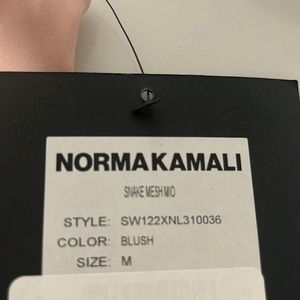 NORMA KAMALI
SNAKE MESH MIO
STYLE: SW122XNL310036
COLOR: BLUSH
SIZE: M